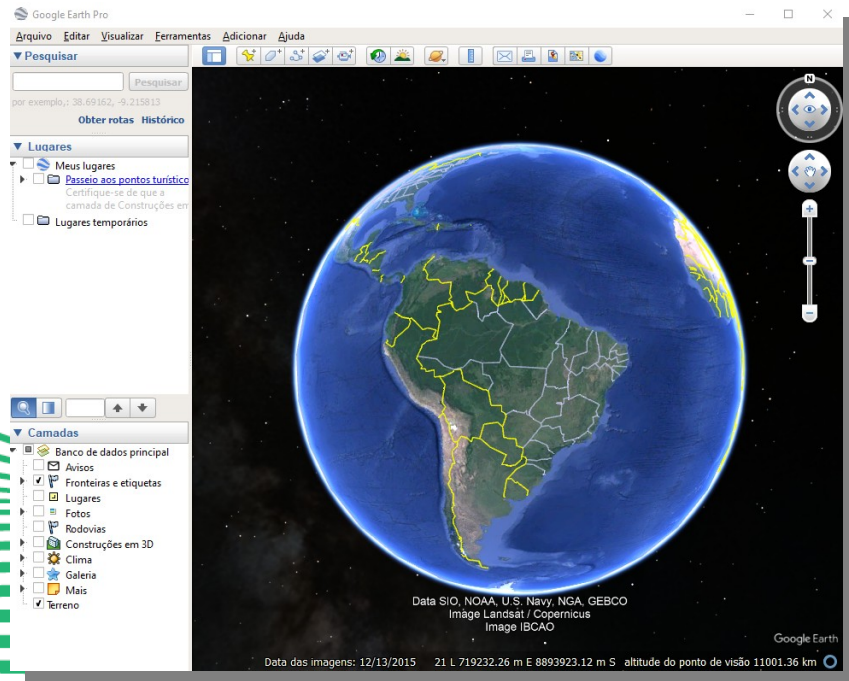 Google Earth Pro
Arquivo Editar Visualizar Ferramentas Adicionar Ajuda
Pesquisar
Pesquisar
por exemplo,: 38.69162, -9.215813
Obter rotas Histórico
Lugares
Meus lugares
Passeio aos pontos turístico
Certifique-se de que a
camada de Construções em
Lugares temporários
Camadas
Banco de dados principal
Avisos
Fronteiras e etiquetas
Lugares
Fotos
Rodovias
Construções em 3D
Clima
Galeria
Mais
Terreno
N
Data SIO, NOAA, U.S. Navy, NGA, GEBCO
Image Landsat / Copernicus
Image IBCAO
Google Earth
Data das imagens: 12/13/2015 21 L 719232.26 m E 8893923.12 m S altitude do ponto de visão 11001.36 km